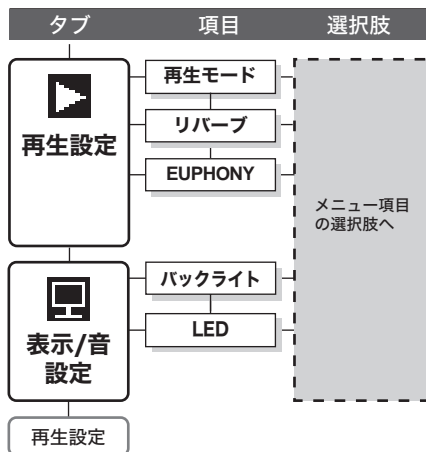 タブ 項目 選択肢
再生モード
リバーブ
再生設定
EUPHONY
メニュー項目
の選択肢へ
バックライト
LED
表示/音
設定
再生設定